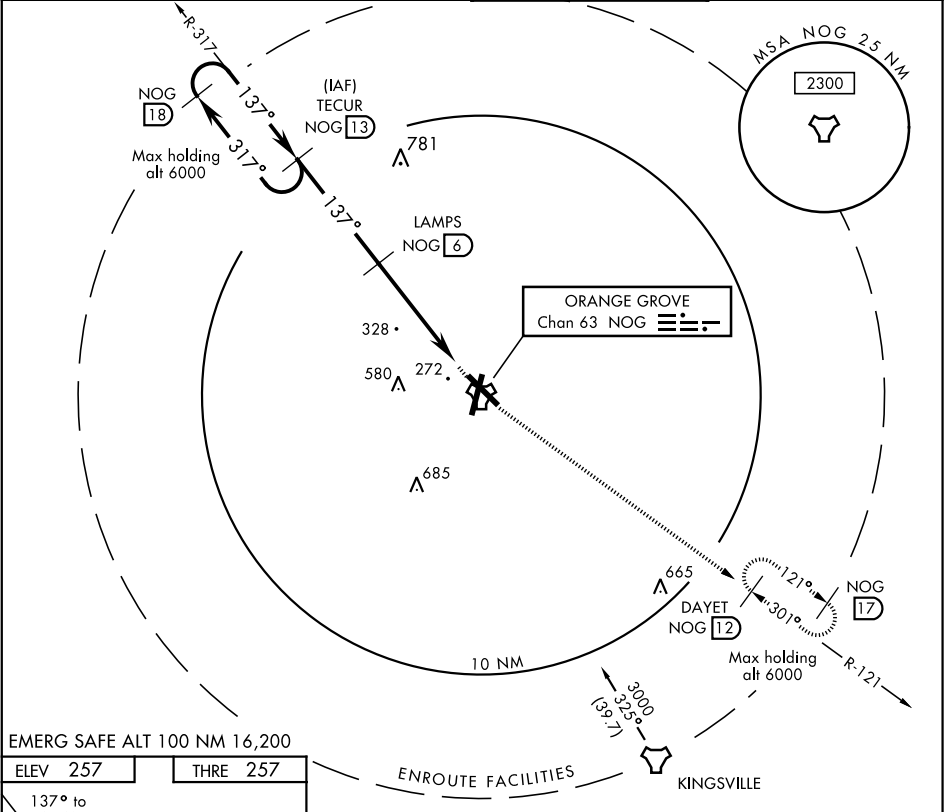 R-317
NOG
18
137°
317°
(IAF)
TECUR
NOG 13
Max holding
alt 6000
137°
781
LAMPS
NOG 6
MSA NOG 25 NM
2300
ORANGE GROVE
Chan 63 NOG
328
272
580
685
665
121°
301°
NOG
17
DAYET
NOG 12
Max holding
alt 6000
R-121
10 NM
3000
325°
(39.7)
KINGSVILLE
ENROUTE FACILITIES
EMERG SAFE ALT 100 NM 16,200
ELEV 257
THRE 257
137° to